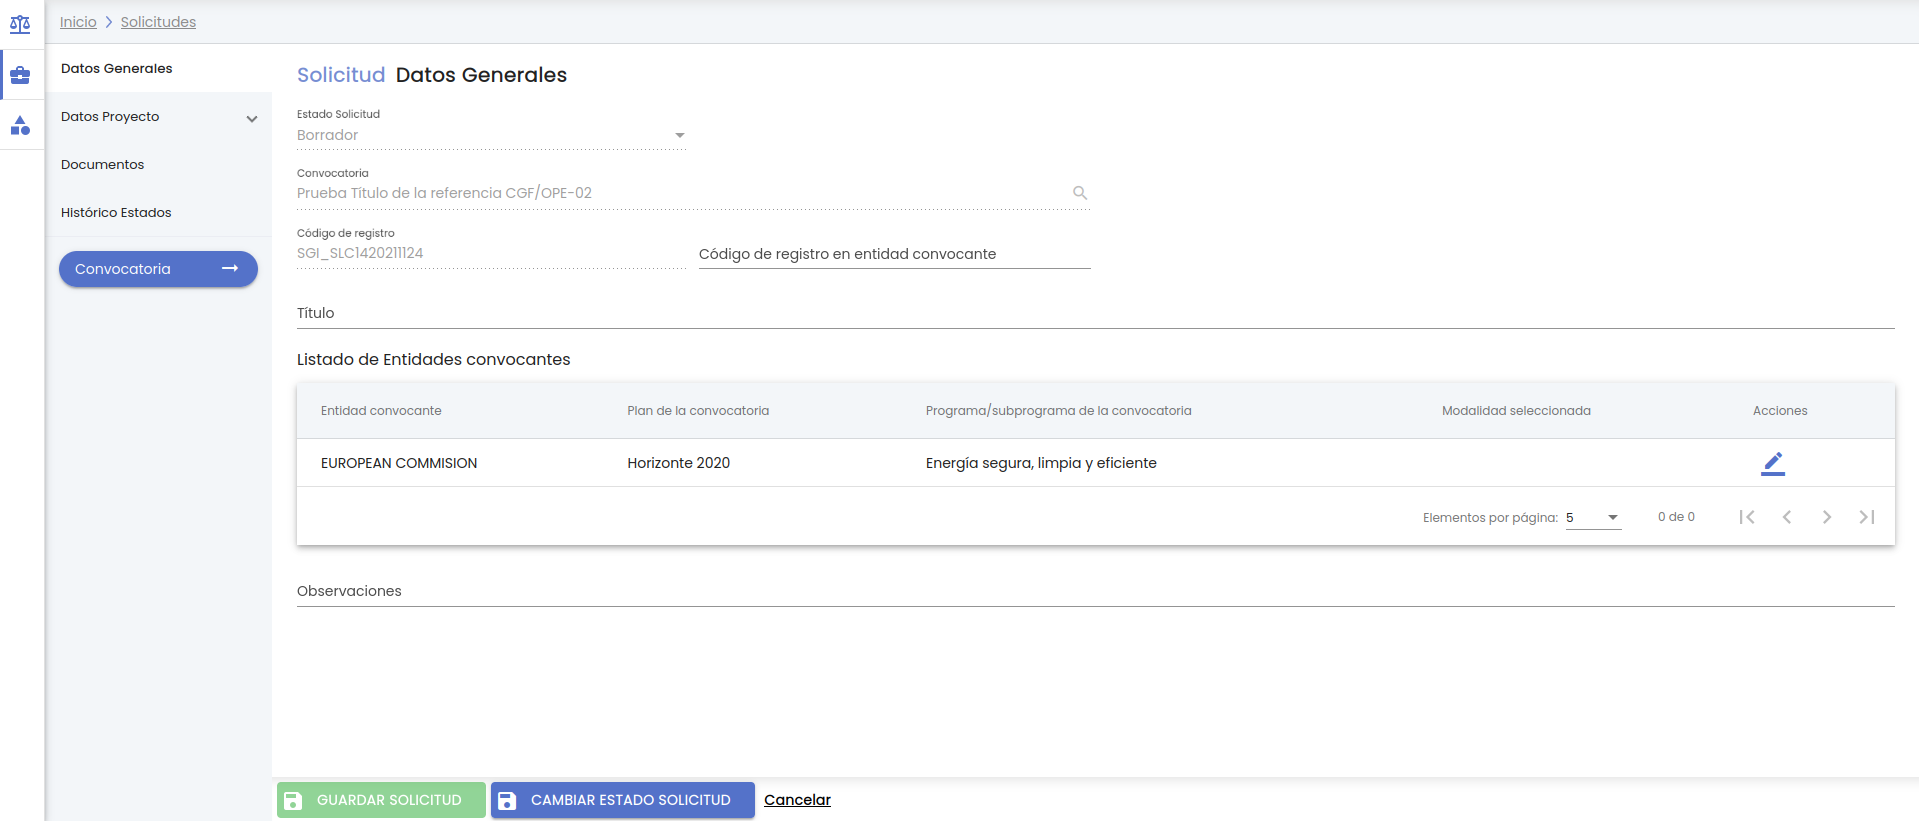 Inicio > Solicitudes
Datos Generales
Datos Proyecto
Documentos
Histórico Estados
Convocatoria
Solicitud Datos Generales
Estado Solicitud
Borrador
Convocatoria
Prueba Título de la referencia CGF/OPE-02
Código de registro
SGI_SLC1420211124
Código de registro en entidad convocante
Título
Listado de Entidades convocantes
Entidad convocante Plan de la convocatoria Programa/subprograma de la convocatoria Modalidad seleccionada Acciones
EUROPEAN COMMISION Horizonte 2020 Energía segura, limpia y eficiente
Elementos por página: 5 0 de 0
Observaciones
GUARDAR SOLICITUD CAMBIAR ESTADO SOLICITUD Cancelar